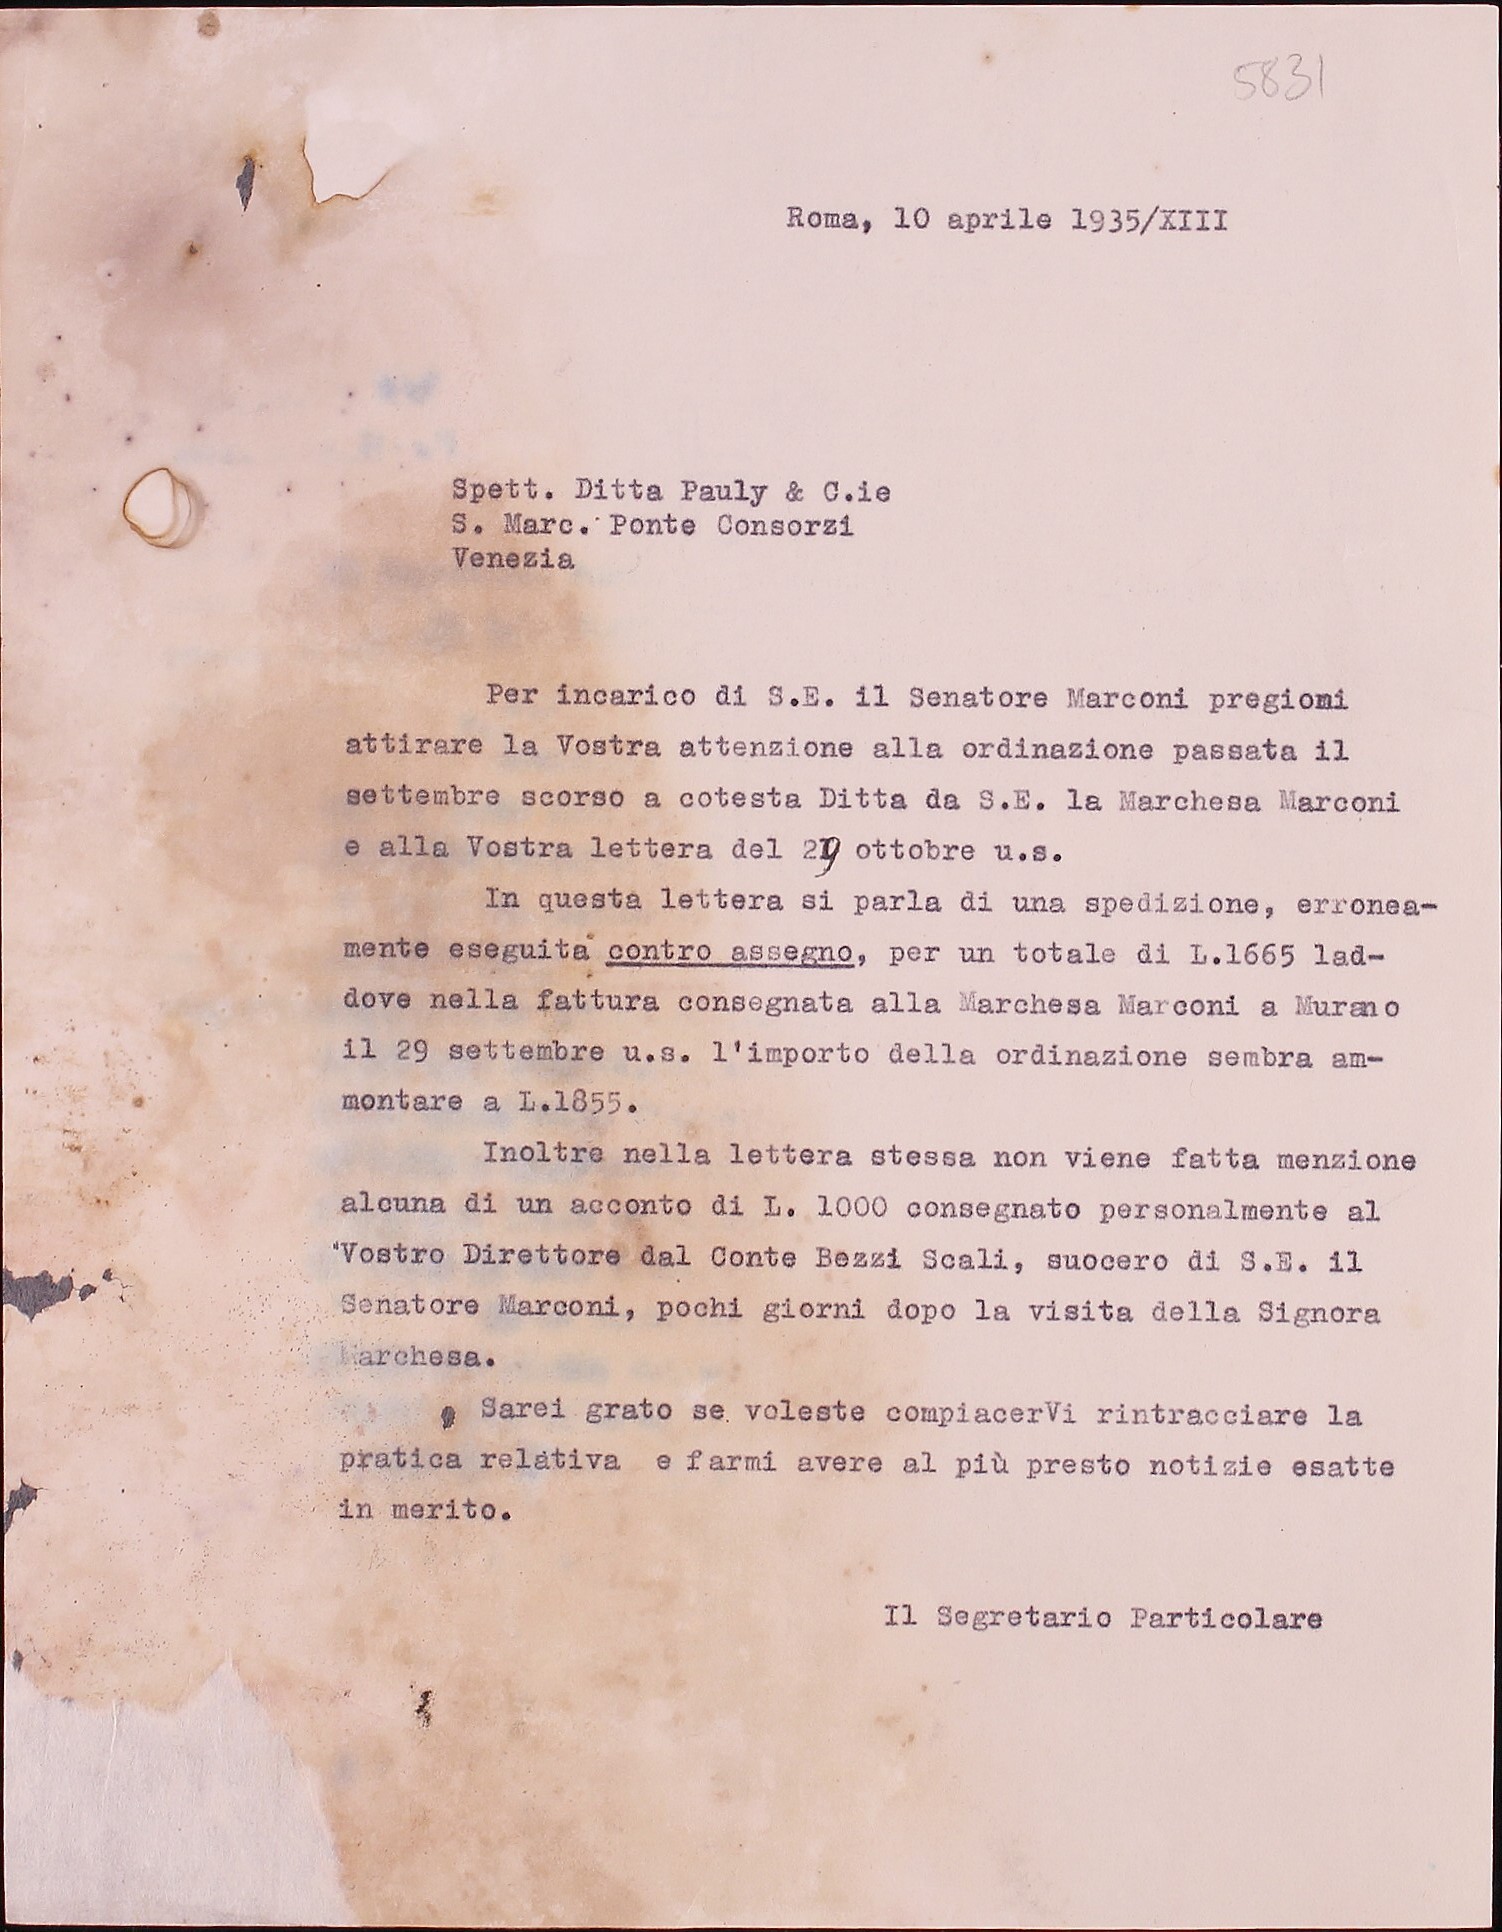 5831
Roma, 10 aprile 1935/XIII
Spett. Ditta Pauly & C.ie
S. Marc. Ponte Consorzi
Venezia
Per incarico di S.E. il Senatore Marconi pregiomi
attirare la Vostra attenzione alla ordinazione passata il
settembre scorso a cotesta Ditta da S.E. la Marchesa Marconi
e alla Vostra lettera del 29 ottobre u.s.
In questa lettera si parla di una spedizione, erronea-
mente eseguita contro assegno, per un totale di L.1665 lad-
dove nella fattura consegnata alla Marchesa Marconi a Murano
il 29 settembre u.s. l'importo della ordinazione sembra am-
montare a L.1855.
Inoltre nella lettera stessa non viene fatta menzione
alcuna di un acconto di L. 1000 consegnato personalmente al
Vostro Direttore dal Conte Bezzi Scali, suocero di S.E. il
Senatore Marconi, pochi giorni dopo la visita della Signora
Marchesa.
Sarei grato se voleste compiacerVi rintracciare la
pratica relativa e farmi avere al più presto notizie esatte
in merito.
Il Segretario Particolare